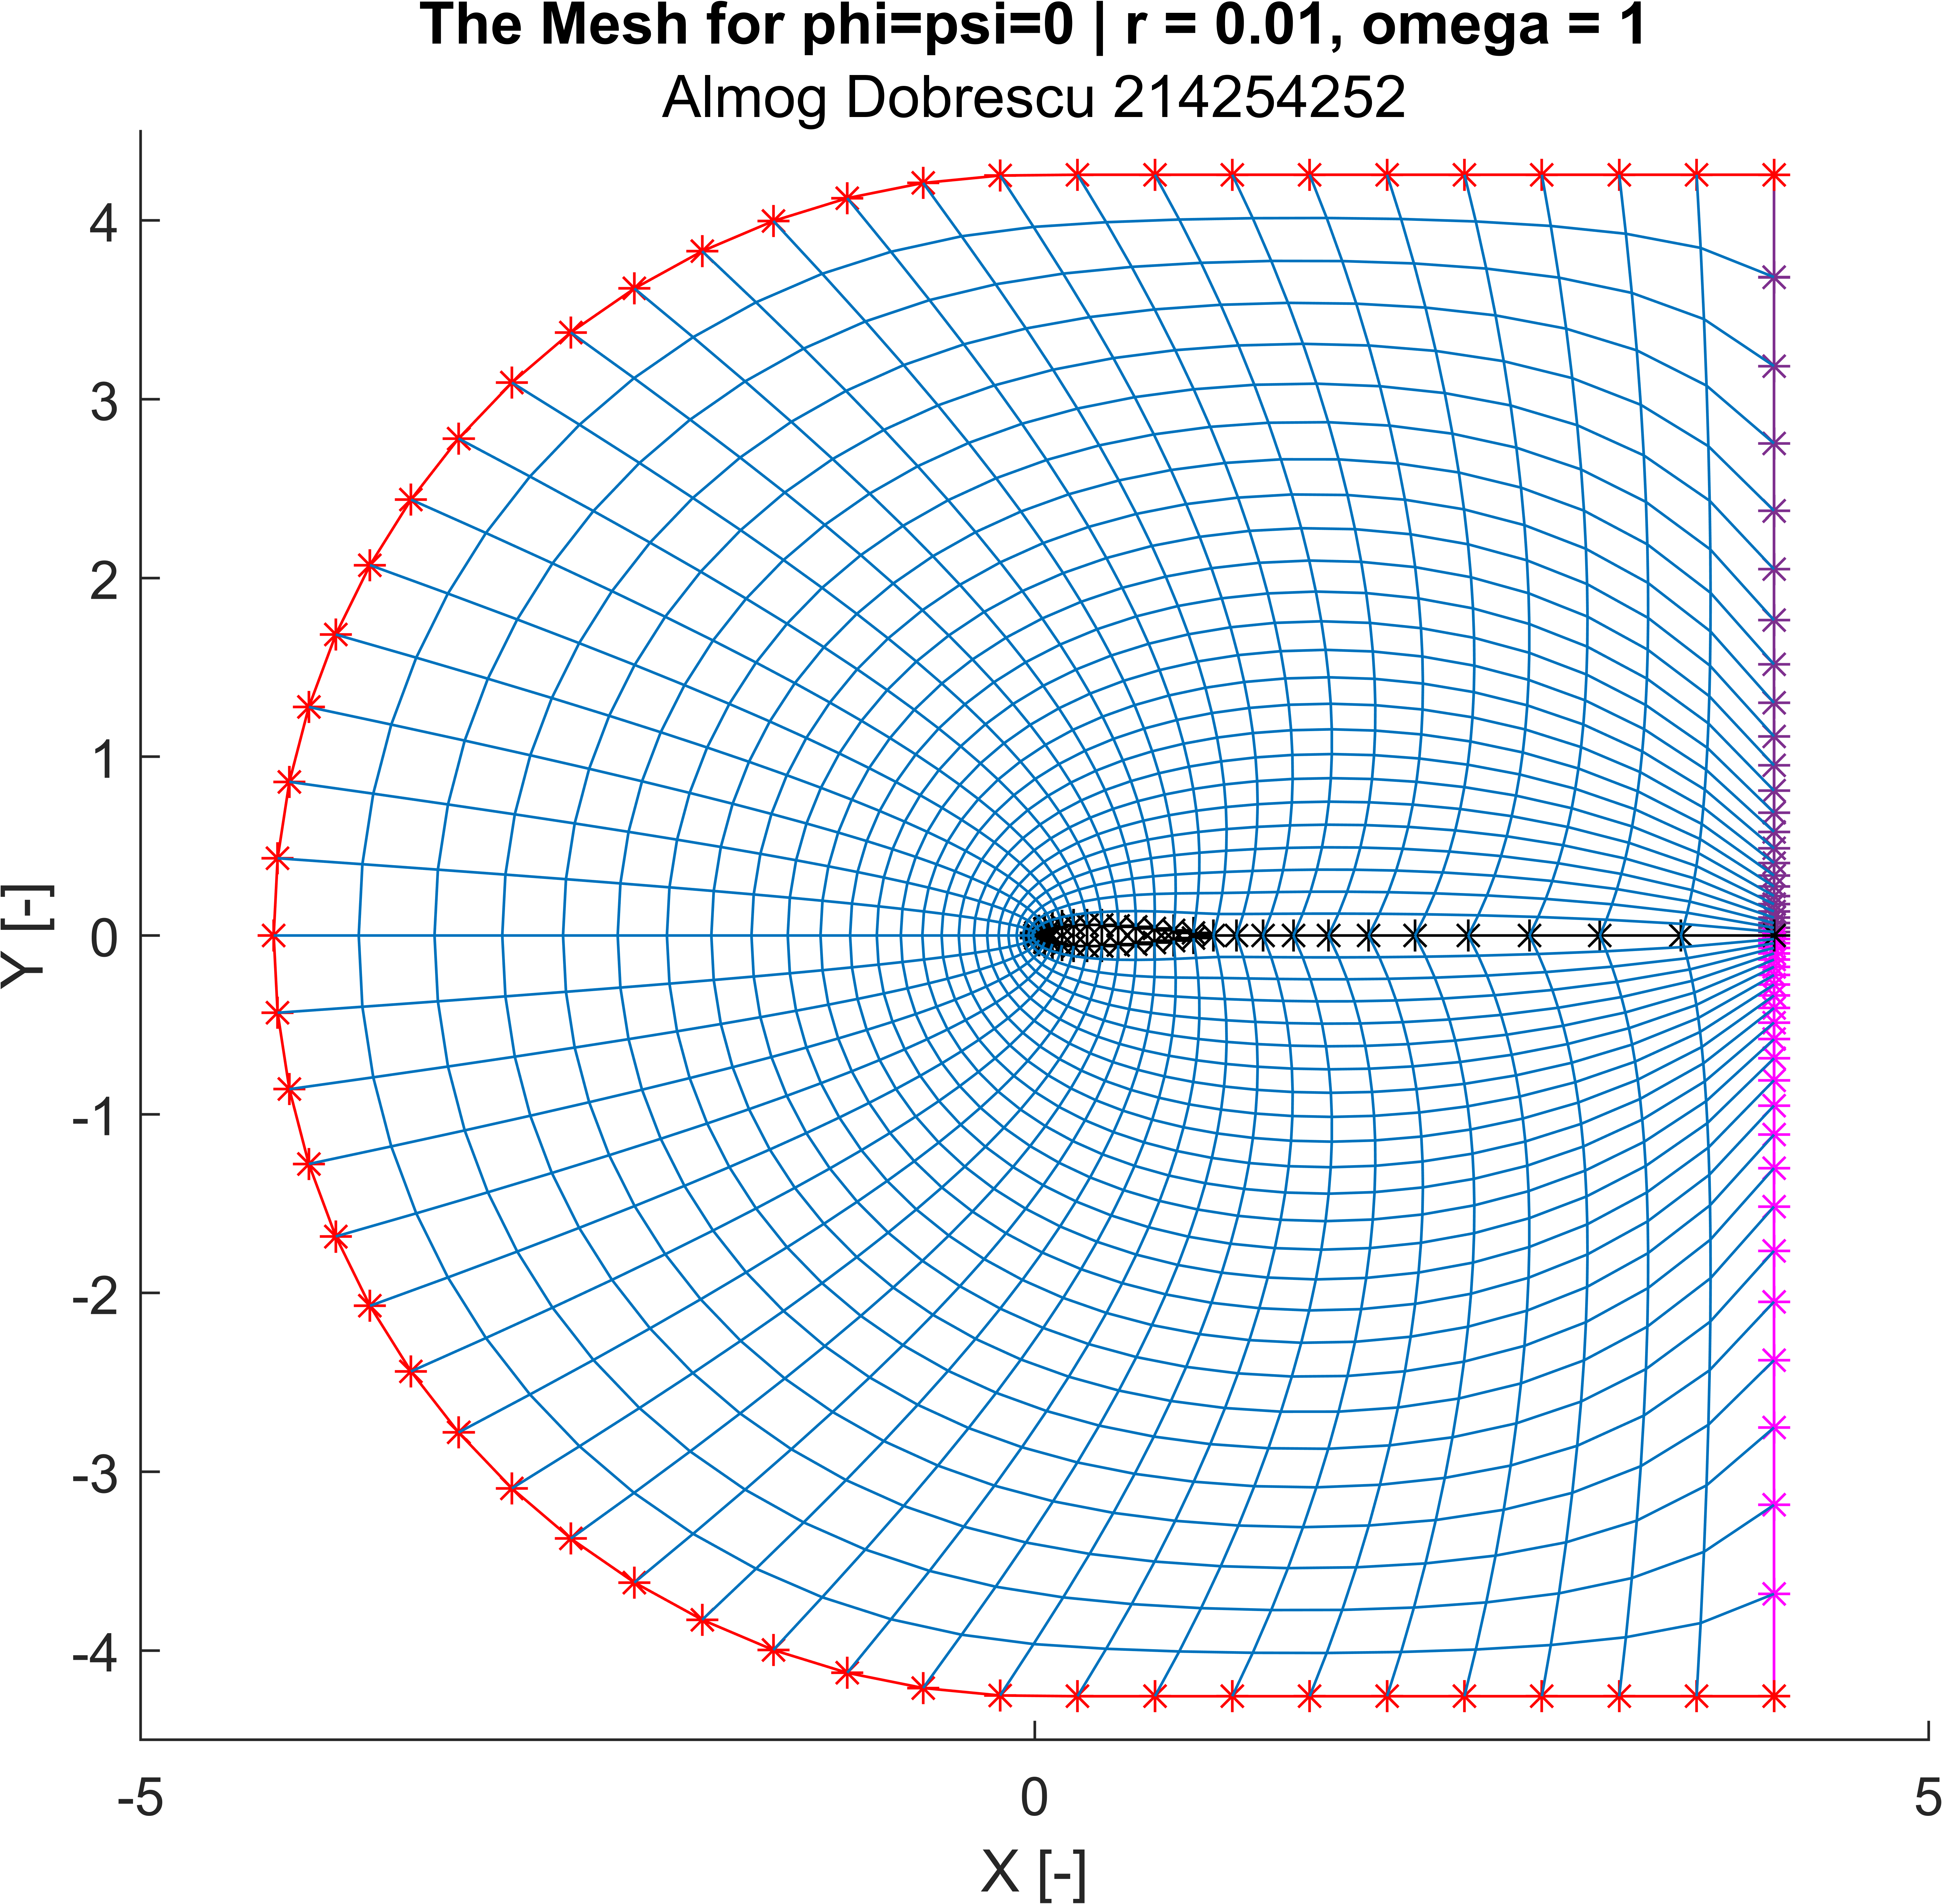 The Mesh for phi=psi=0 | r = 0.01, omega = 1
Almog Dobrescu 214254252
4
3
2
1
0
-1
-2
-3
-4
Y [-]
-5 0 5
X [-]